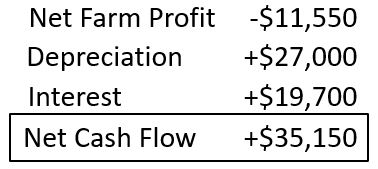 Net Farm Profit -$11,550
Depreciation +$27,000
Interest +$19,700
Net Cash Flow +$35,150